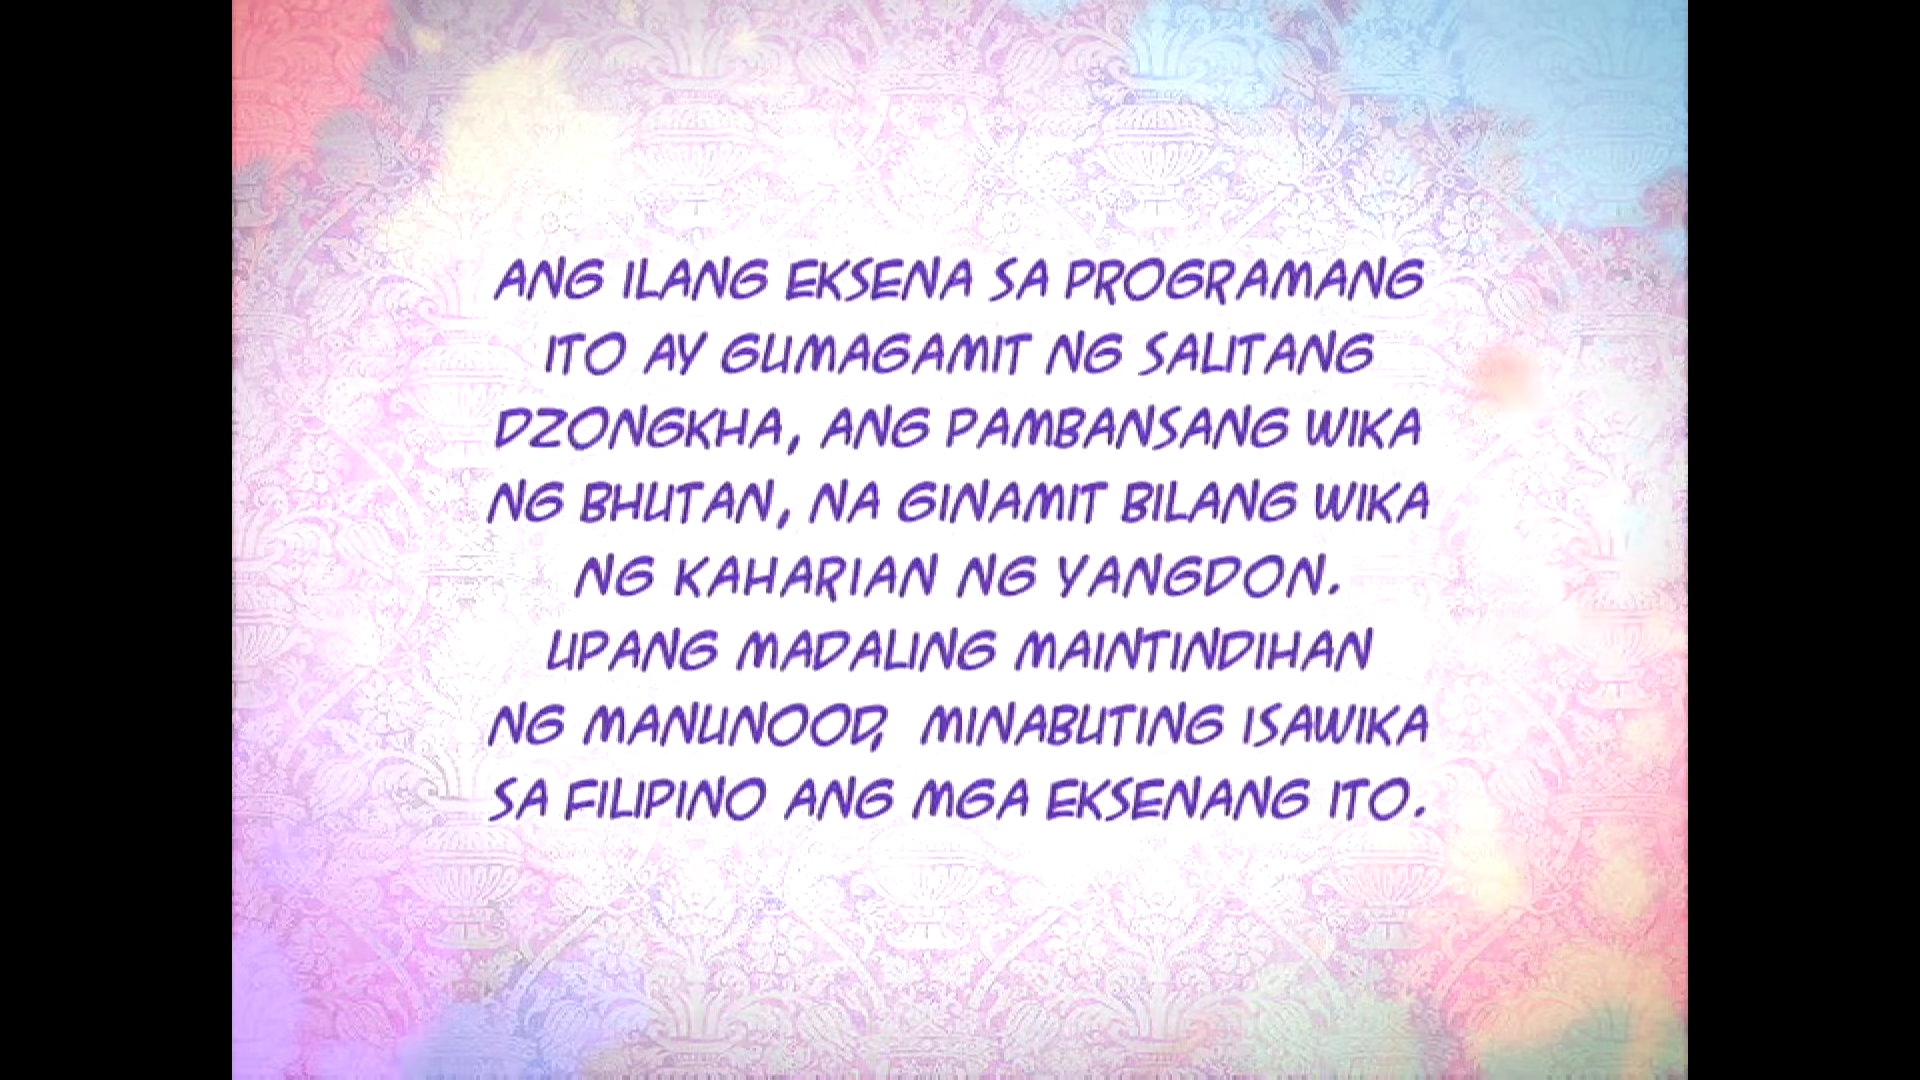 ANG ILANG EKSENA SA PROGRAMANG
ITO AY GUMAGAMIT NG SALITANG
DZONGKHA, ANG PAMBANSANG WIKA
NG BHUTAN, NA GINAMIT BILANG WIKA
NG KAHARIAN NG YANGDON.
UPANG MADALING MAINTINDIHAN
NG MANUNOOD, MINABUTING ISAWIKA
SA FILIPINO ANG MGA EKSENANG ITO.